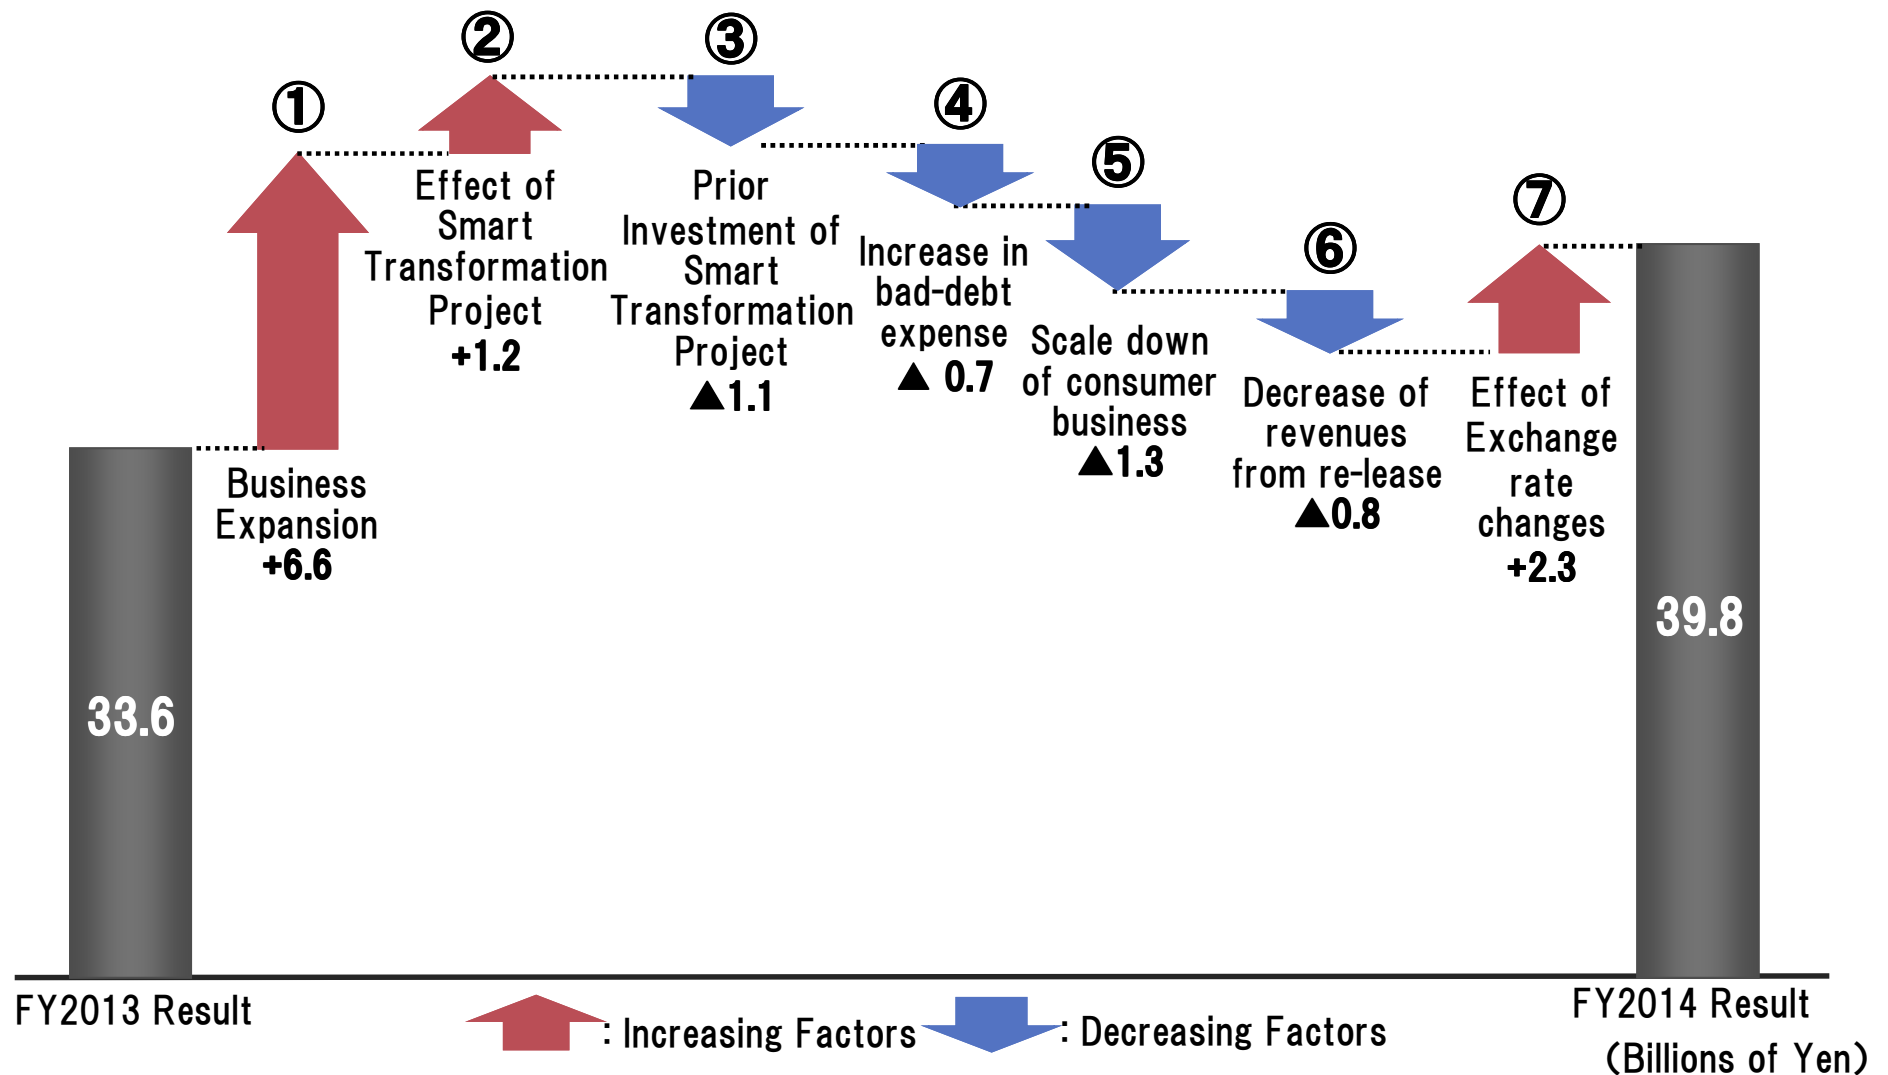 ①
Business
Expansion
+6.6
②
Effect of
Smart
Transformation
Project
+1.2
③
Prior
Investment of
Smart
Transformation
Project
▲1.1
④
Increase in
bad-debt
expense
▲ 0.7
⑤
Scale down
of consumer
business
▲1.3
⑥
Decrease of
revenues
from re-lease
▲0.8
⑦
Effect of
Exchange
rate
changes
+2.3
33.6
39.8
FY2013 Result
: Increasing Factors
: Decreasing Factors
FY2014 Result
(Billions of Yen)